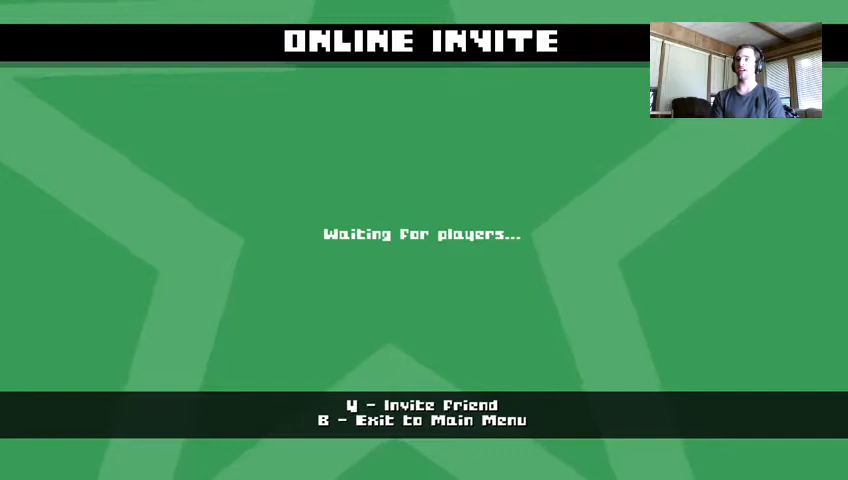 ONLINE INVITE
Waiting for players...
Y - Invite Friend
B - Exit to Main Menu